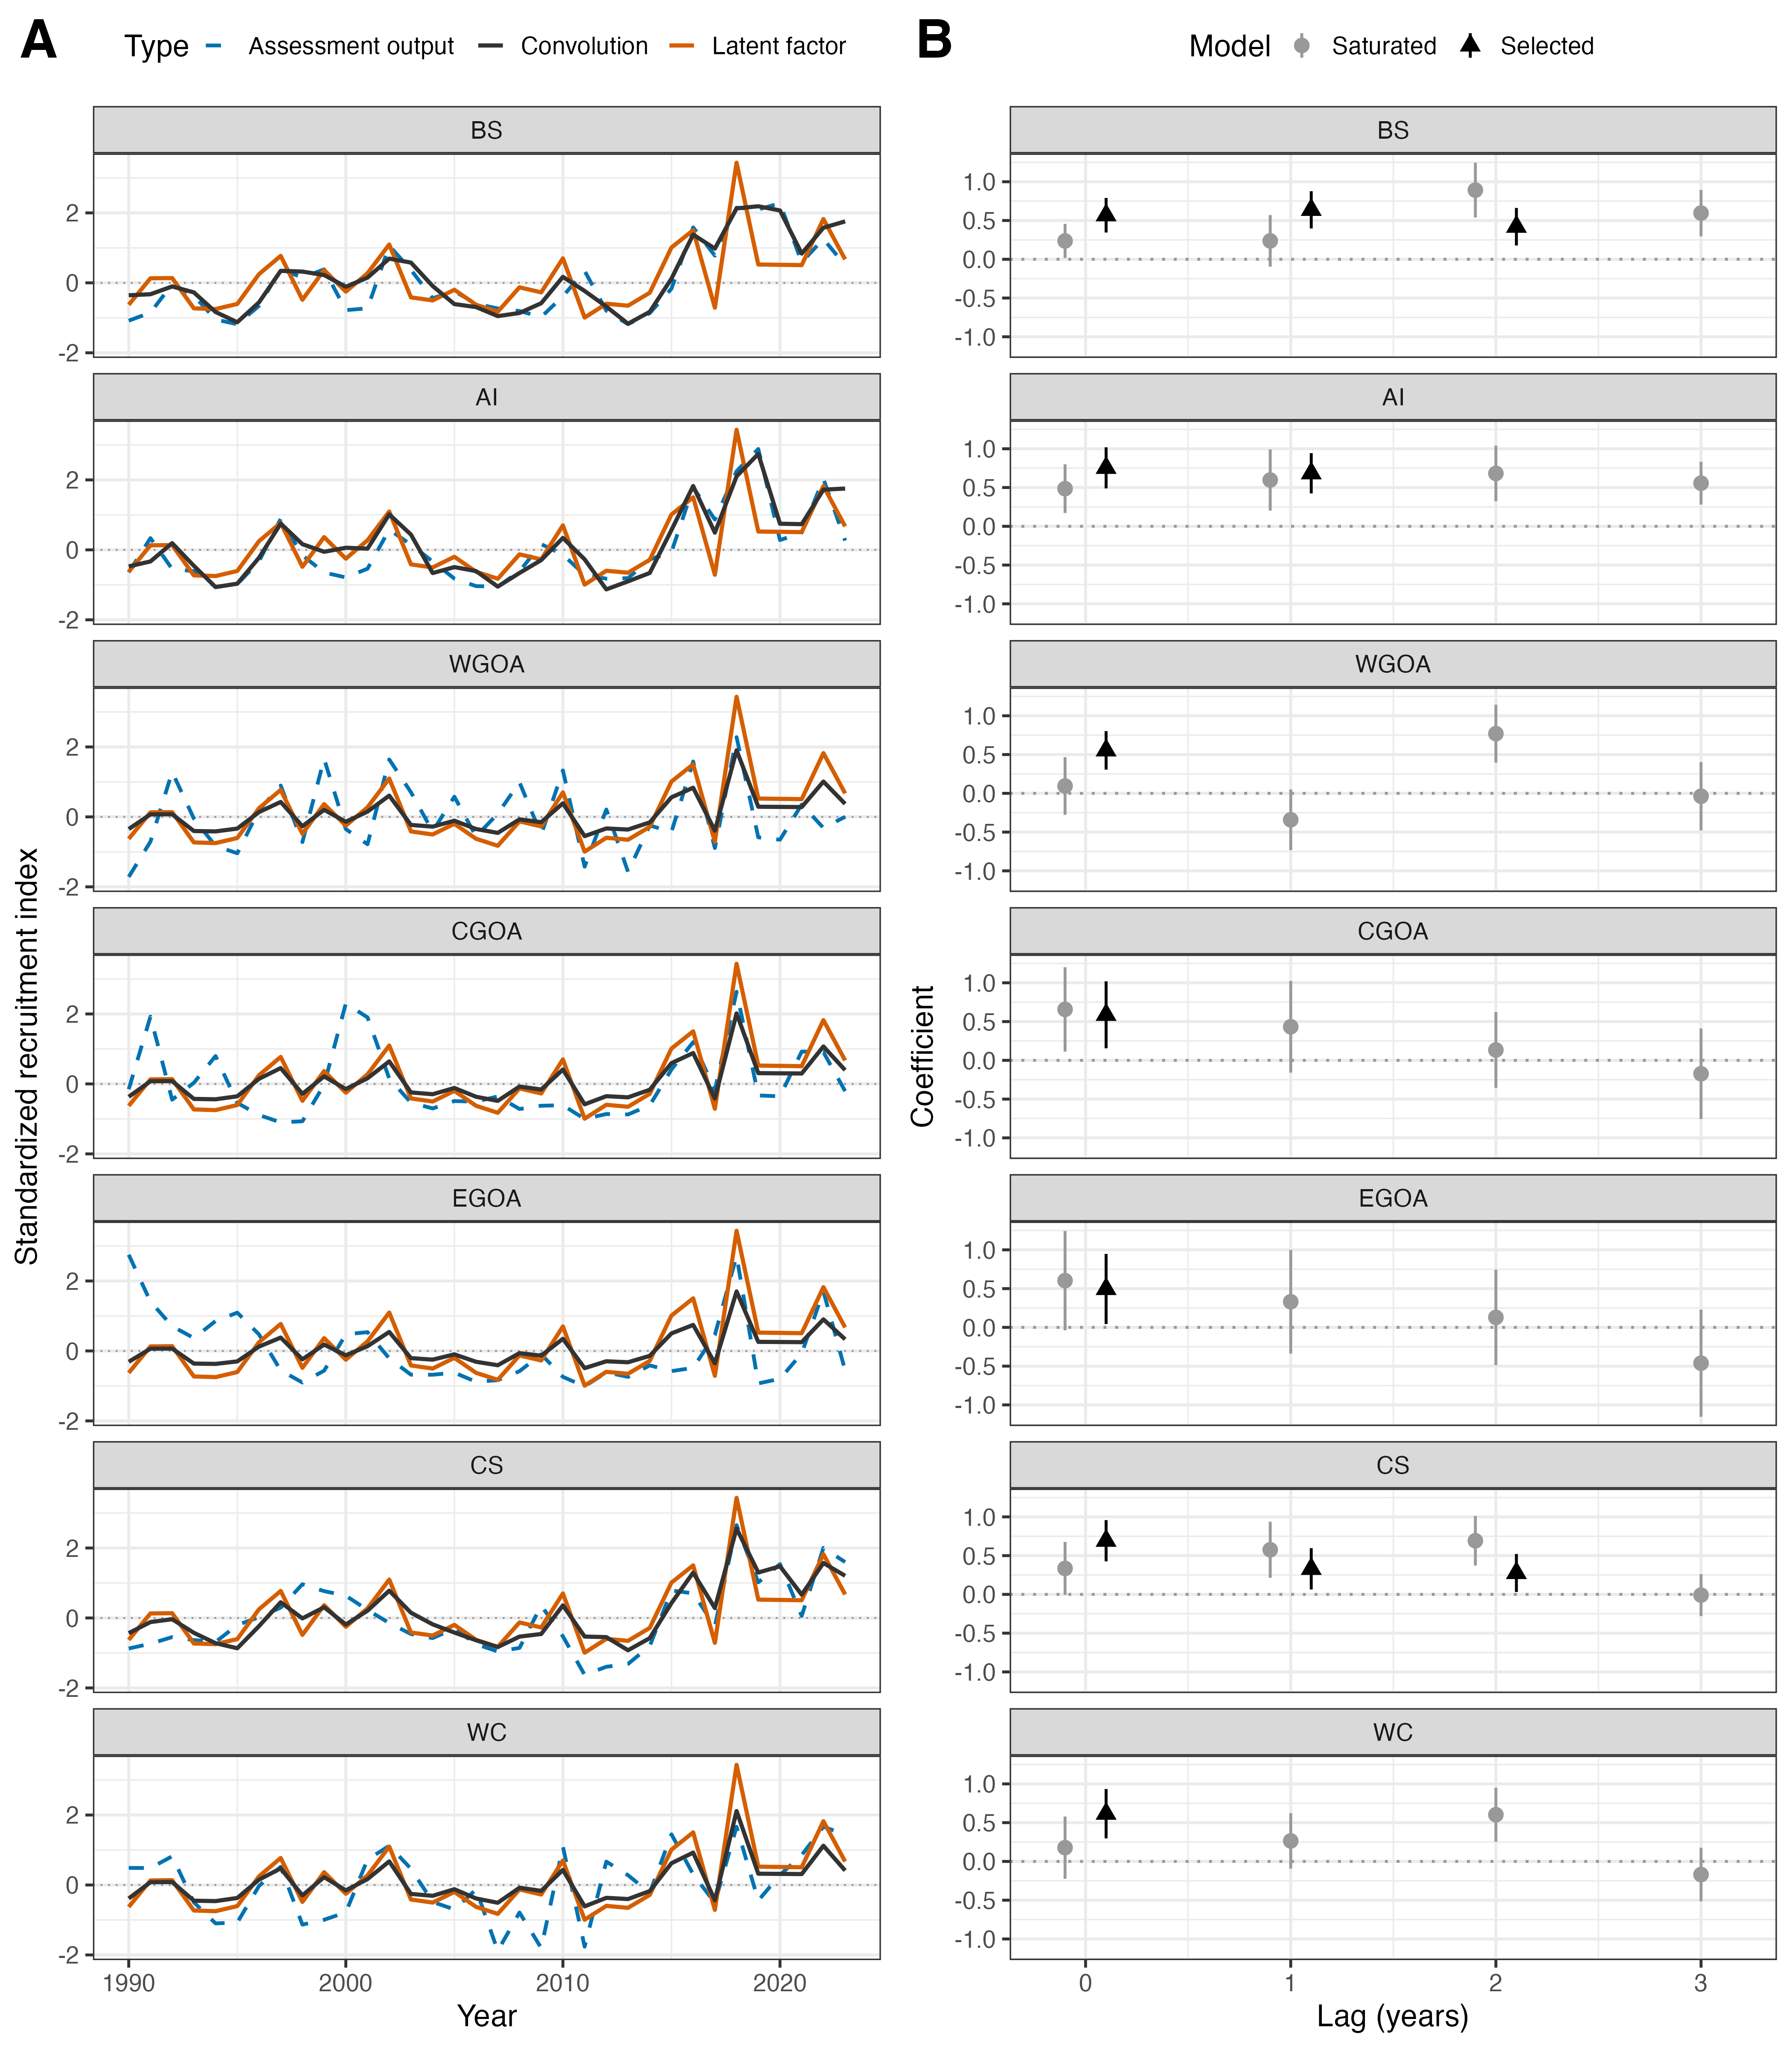 A
Type Assessment output Convolution Latent factor
BS
2
0
-2
AI
2
0
-2
WGOA
2
0
-2
CGOA
2
0
-2
EGOA
2
0
-2
CS
2
0
-2
WC
2
0
-2
1990 2000 2010 2020
Year
Standardized recruitment index
B
Model Saturated Selected
BS
1.0
0.5
0.0
-0.5
-1.0
AI
1.0
0.5
0.0
-0.5
-1.0
WGOA
1.0
0.5
0.0
-0.5
-1.0
CGOA
1.0
0.5
0.0
-0.5
-1.0
EGOA
1.0
0.5
0.0
-0.5
-1.0
CS
1.0
0.5
0.0
-0.5
-1.0
WC
1.0
0.5
0.0
-0.5
-1.0
0 1 2 3
Lag (years)
Coefficient